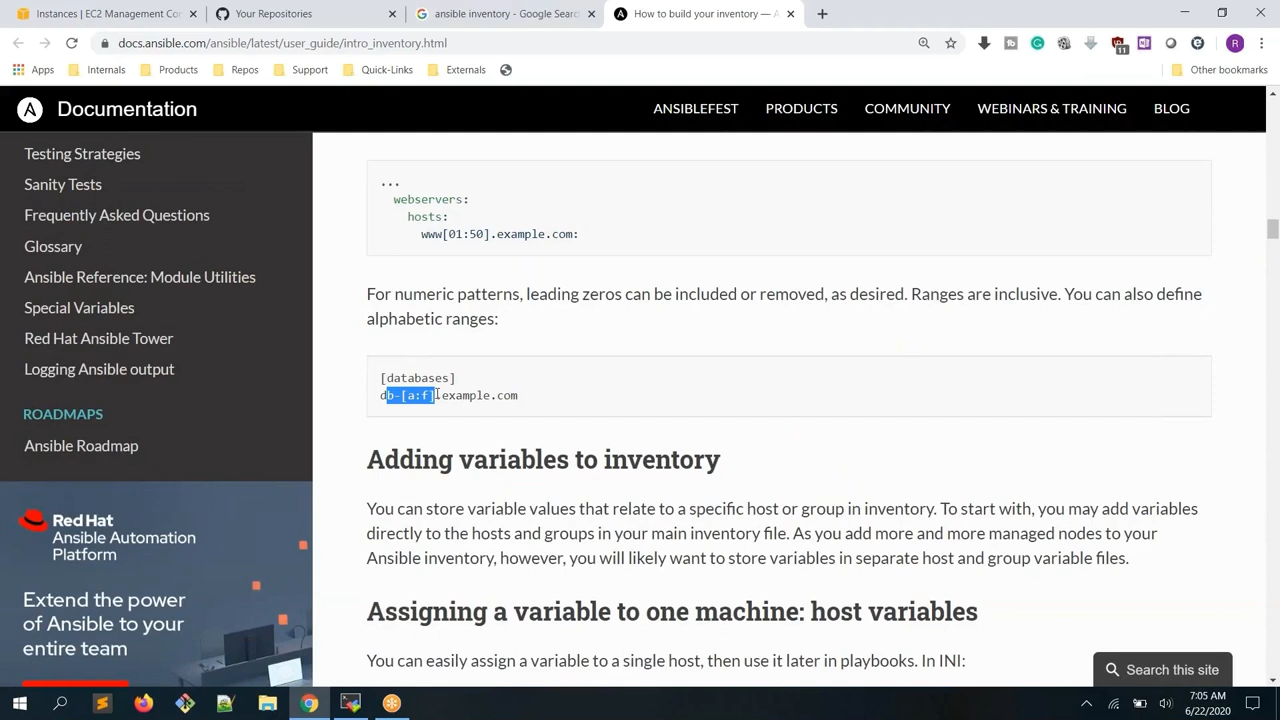 Instances | EC2 Management Con
Your Repositories
ansible inventory - Google Searc
How to build your inventory — A
docs.ansible.com/ansible/latest/user_guide/intro_inventory.html
11
R
Apps
Internals
Products
Repos
Support
Quick-Links
Externals
Other bookmarks
A
Documentation
ANSIBLEFEST
PRODUCTS
COMMUNITY
WEBINARS & TRAINING
BLOG
Testing Strategies
Sanity Tests
Frequently Asked Questions
Glossary
Ansible Reference: Module Utilities
Special Variables
Red Hat Ansible Tower
Logging Ansible output
ROADMAPS
Ansible Roadmap
Red Hat
Ansible Automation
Platform
Extend the power
of Ansible to your
entire team
...
webservers:
hosts:
www[01:50].example.com:
For numeric patterns, leading zeros can be included or removed, as desired. Ranges are inclusive. You can also define
alphabetic ranges:
[databases]
db-[a:f].example.com
Adding variables to inventory
You can store variable values that relate to a specific host or group in inventory. To start with, you may add variables
directly to the hosts and groups in your main inventory file. As you add more and more managed nodes to your
Ansible inventory, however, you will likely want to store variables in separate host and group variable files.
Assigning a variable to one machine: host variables
You can easily assign a variable to a single host, then use it later in playbooks. In INI:
Search this site
7:05 AM
6/22/2020